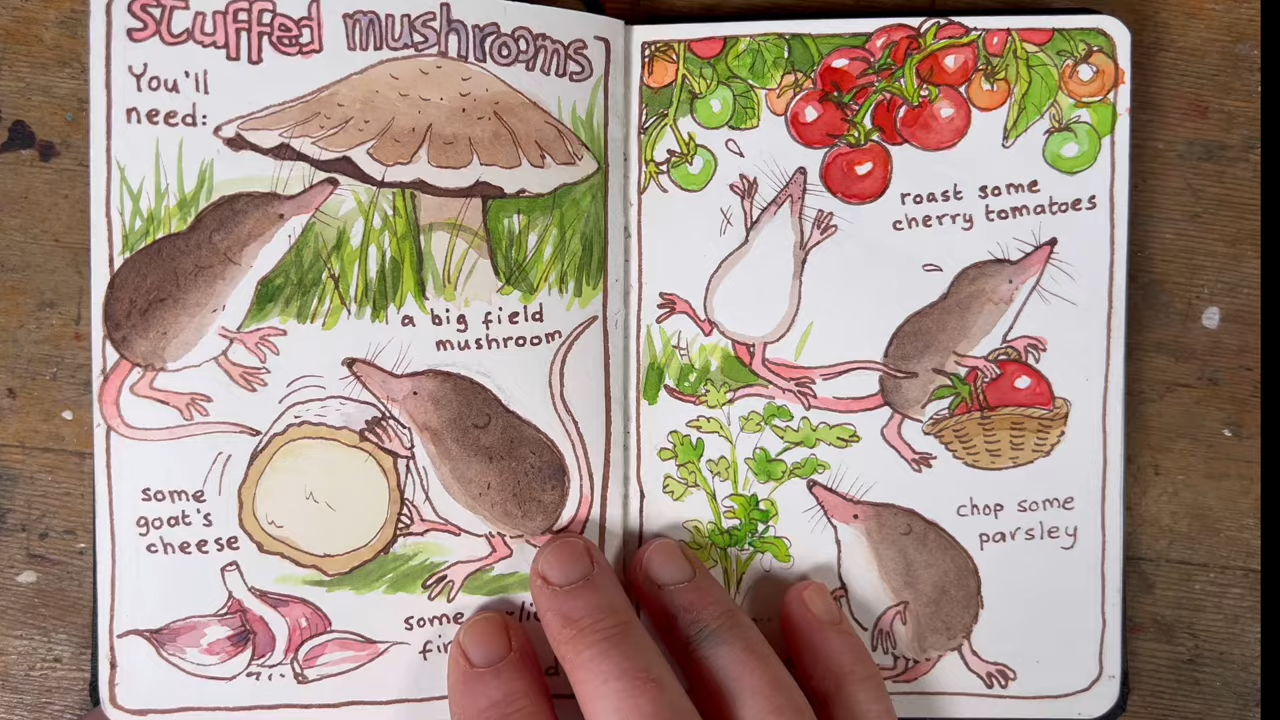 stuffed mushrooms
You'll
need:
a big field
mushroom
some
goat's
cheese
some
roast some
cherry tomatoes
chop some
parsley